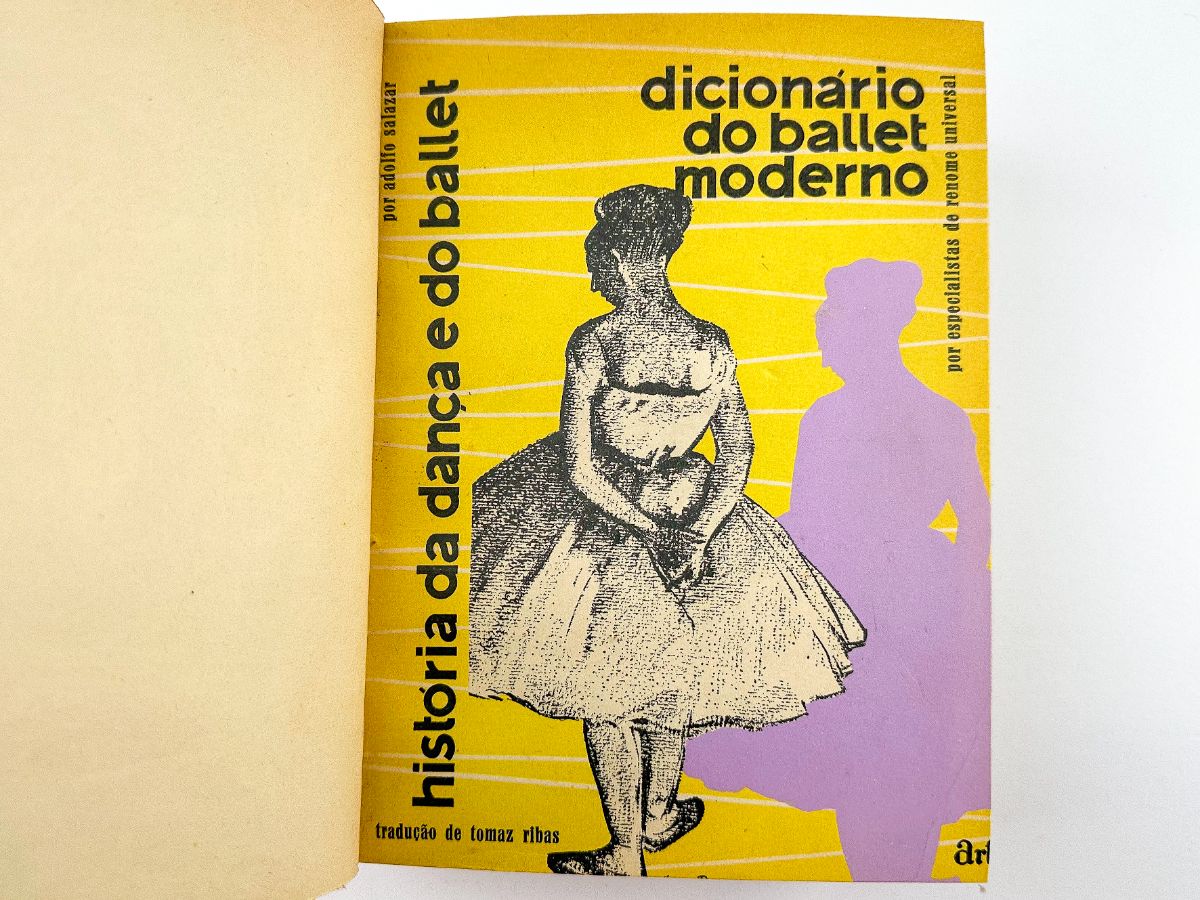 dicionário
do ballet
moderno
por especialistas de renome universal
história da dança e do ballet
por adolfo salazar
tradução de tomaz ribas